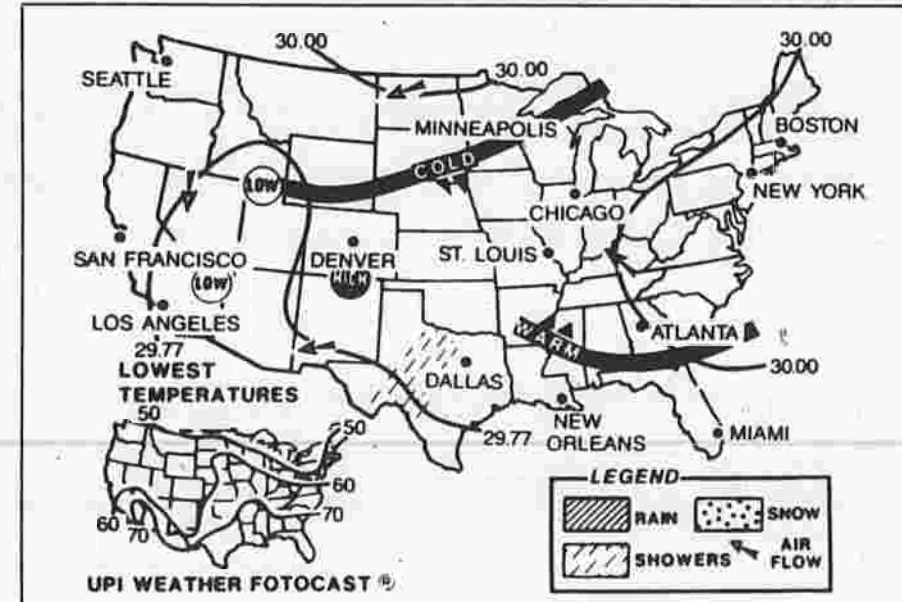 30.00
30.00
30.00
SEATTLE
MINNEAPOLIS
BOSTON
COLD
LOW
NEW YORK
CHICAGO
SAN FRANCISCO
DENVER
ST. LOUIS
HIGH
LOW
LOS ANGELES
WARM
ATLANTA
29.77
30.00
LOWEST
TEMPERATURES
DALLAS
NEW
ORLEANS
MIAMI
29.77
50
50
60
70
60
70
LEGEND
RAIN
SNOW
SHOWERS
AIR
FLOW
UPI WEATHER FOTOCAST ®